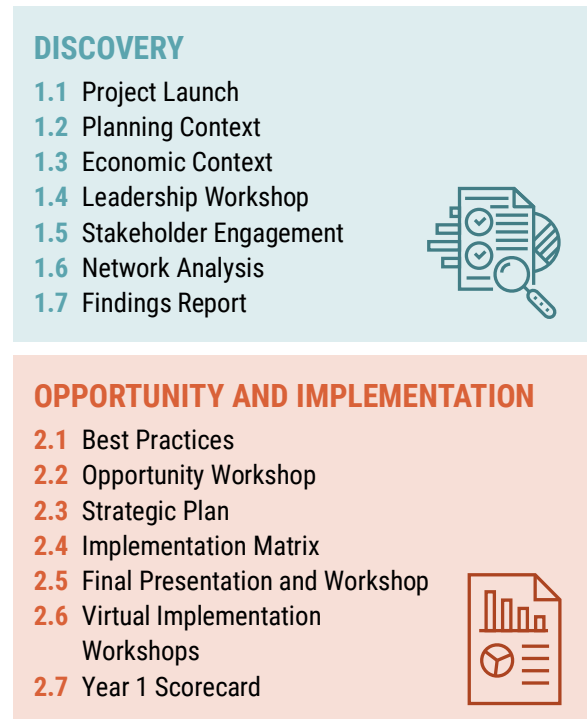 DISCOVERY
1.1 Project Launch
1.2 Planning Context
1.3 Economic Context
1.4 Leadership Workshop
1.5 Stakeholder Engagement
1.6 Network Analysis
1.7 Findings Report
OPPORTUNITY AND IMPLEMENTATION
2.1 Best Practices
2.2 Opportunity Workshop
2.3 Strategic Plan
2.4 Implementation Matrix
2.5 Final Presentation and Workshop
2.6 Virtual Implementation
Workshops
2.7 Year 1 Scorecard